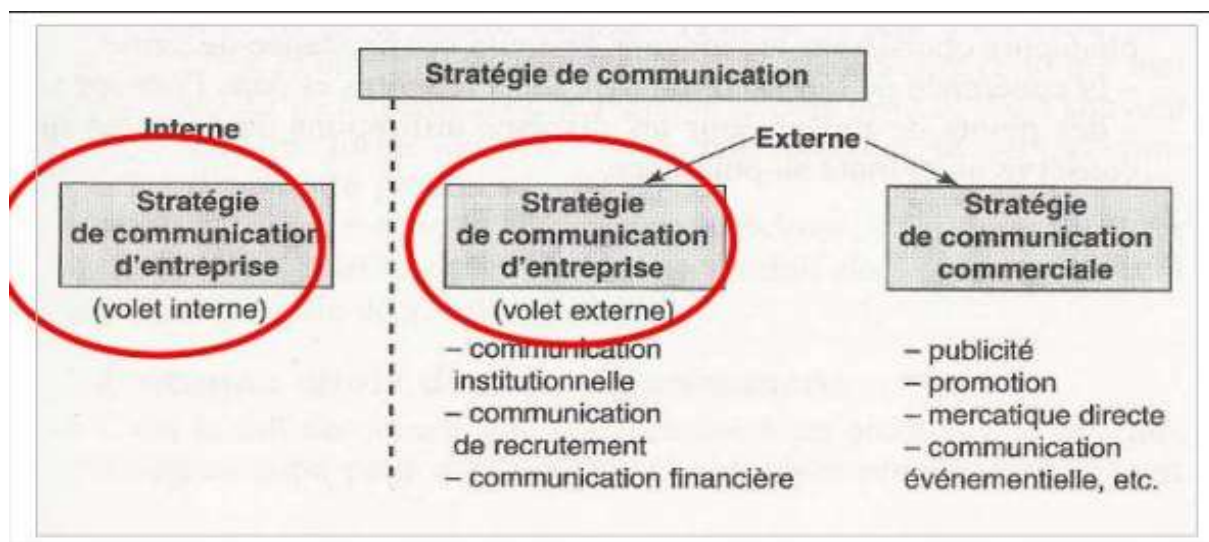 Stratégie de communication
Interne
Externe
Stratégie
de communication
d'entreprise
(volet interne)
Stratégie
de communication
d'entreprise
(volet externe)
– communication
institutionnelle
– communication
de recrutement
– communication financière
Stratégie
de communication
commerciale
– publicité
– promotion
– mercatique directe
– communication
événementielle, etc.